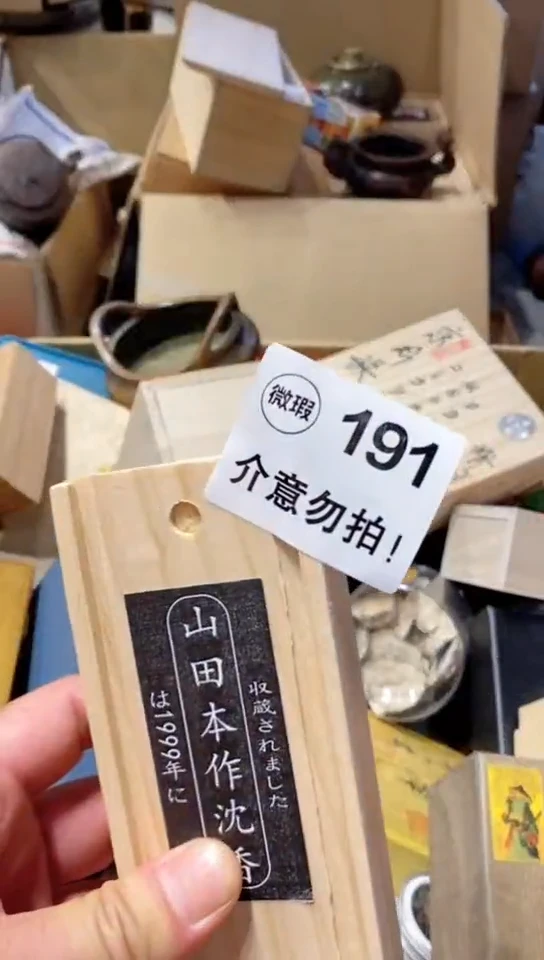 微瑕
191
介意勿拍!
収蔵されました
山田本作沈香
は1999年に